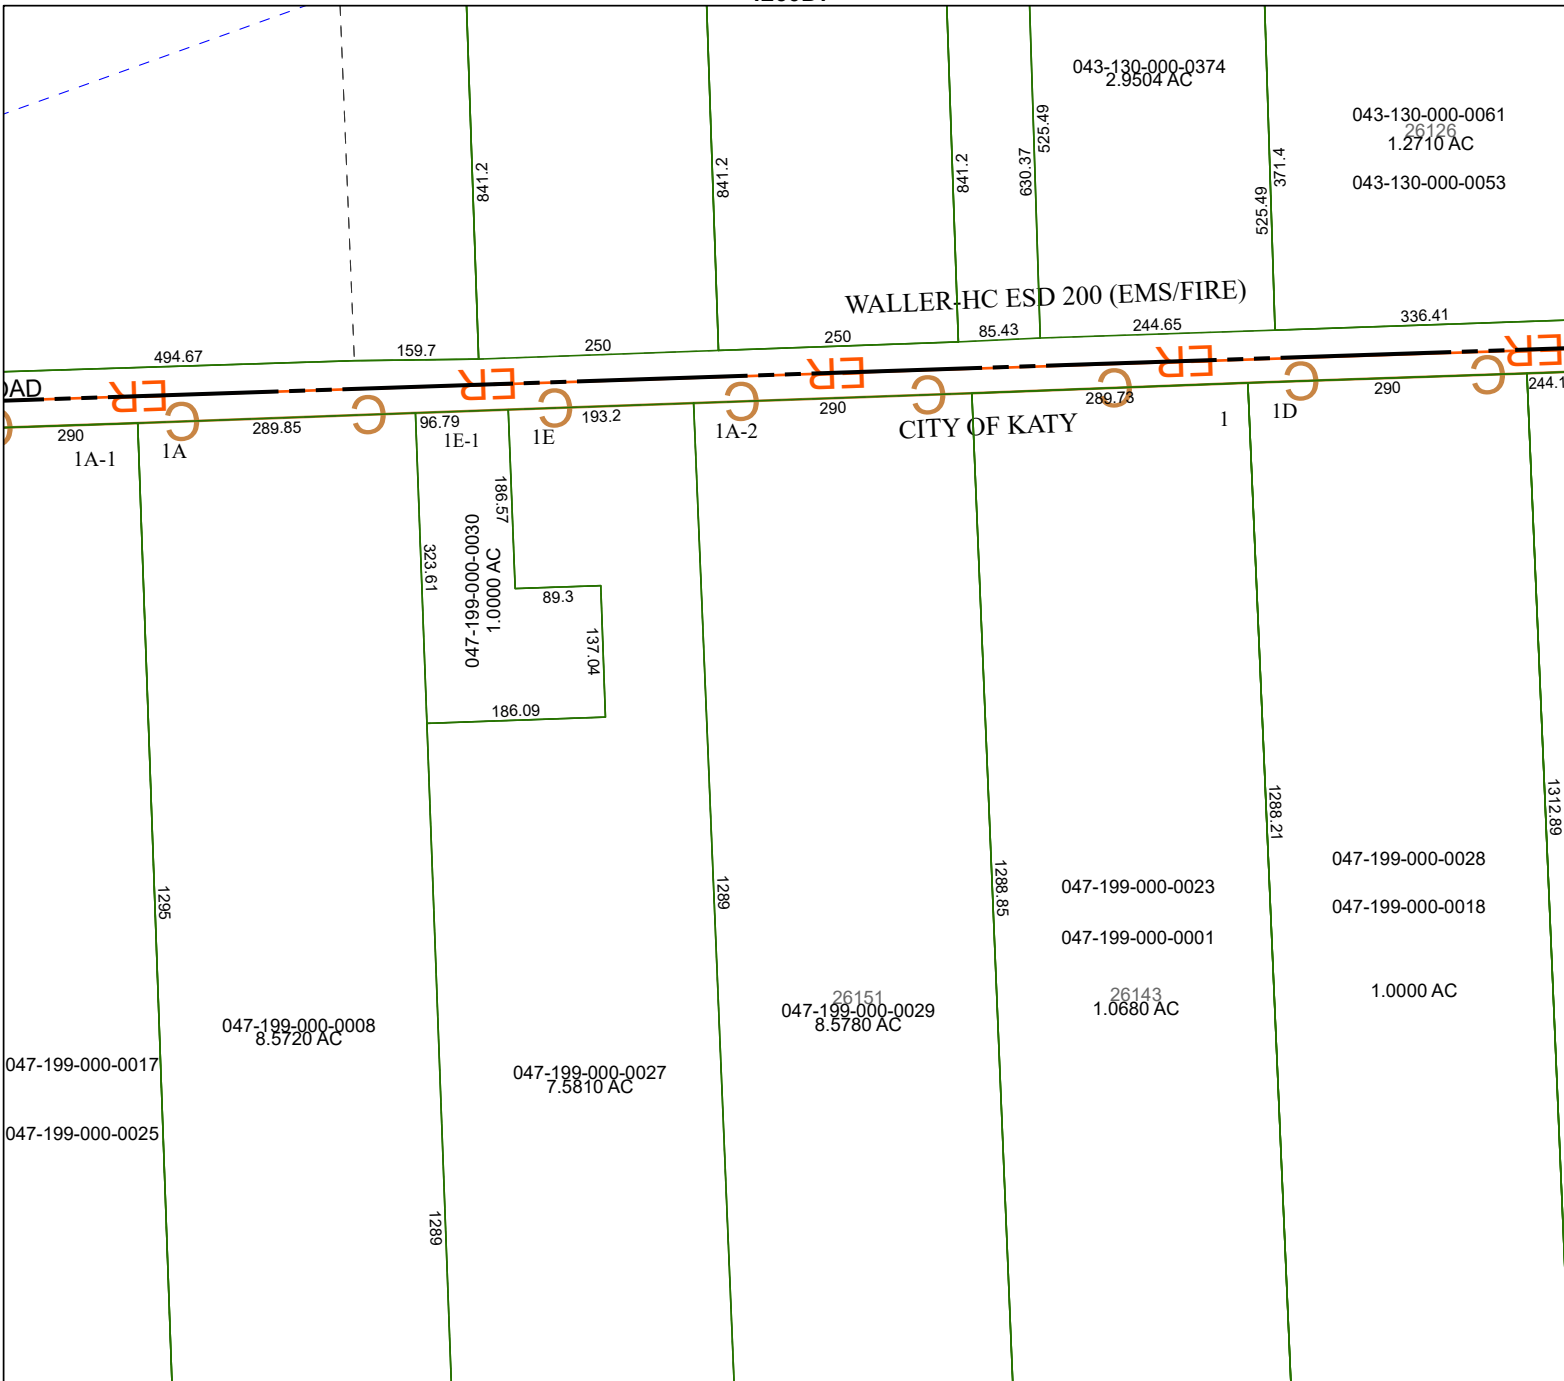 043-130-000-0374
2.9504 AC
043-130-000-0061
26126
1.2710 AC
043-130-000-0053
841.2
841.2
841.2
630.37
525.49
525.49
371.4
WALLER-HC ESD 200 (EMS/FIRE)
494.67
159.7
250
250
85.43
244.65
336.41
ER
ER
ER
ER
ER
C
C
C
C
C
C
C
C
290
289.85
96.79
193.2
290
289.73
290
244.1
1A-1
1A
1E-1
1E
1A-2
CITY OF KATY
1
1D
186.57
323.61
047-199-000-0030
1.0000 AC
89.3
137.04
186.09
1295
1289
1289
1288.85
1288.21
1312.89
047-199-000-0028
047-199-000-0018
1.0000 AC
047-199-000-0023
047-199-000-0001
26143
1.0680 AC
26151
047-199-000-0029
8.5780 AC
047-199-000-0008
8.5720 AC
047-199-000-0027
7.5810 AC
047-199-000-0017
047-199-000-0025